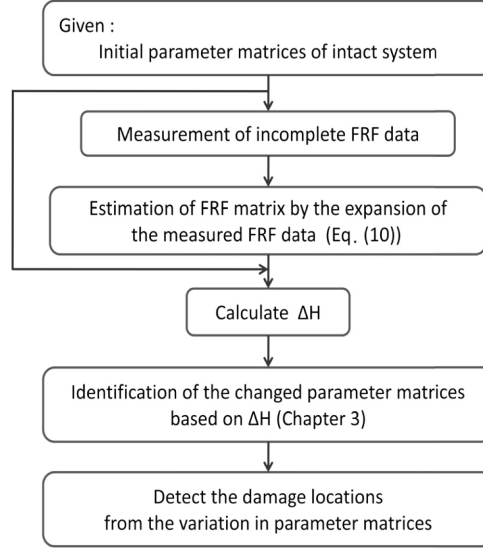 Given :
Initial parameter matrices of intact system
Measurement of incomplete FRF data
Estimation of FRF matrix by the expansion of
the measured FRF data (Eq. (10))
Calculate ΔH
Identification of the changed parameter matrices
based on ΔH (Chapter 3)
Detect the damage locations
from the variation in parameter matrices